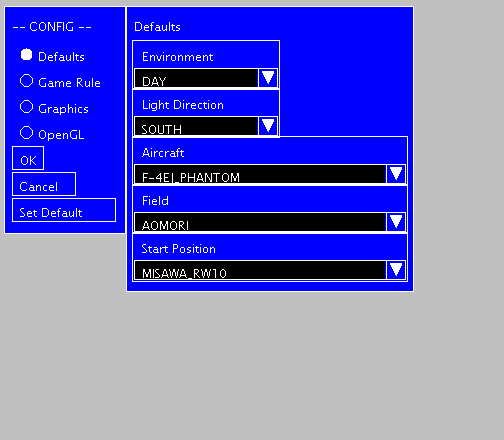 -- CONFIG --
Defaults
Game Rule
Graphics
OpenGL
OK
Cancel
Set Default
Defaults
Environment
DAY
Light Direction
SOUTH
Aircraft
F-4EJ_PHANTOM
Field
AOMORI
Start Position
MISAWA_RW10